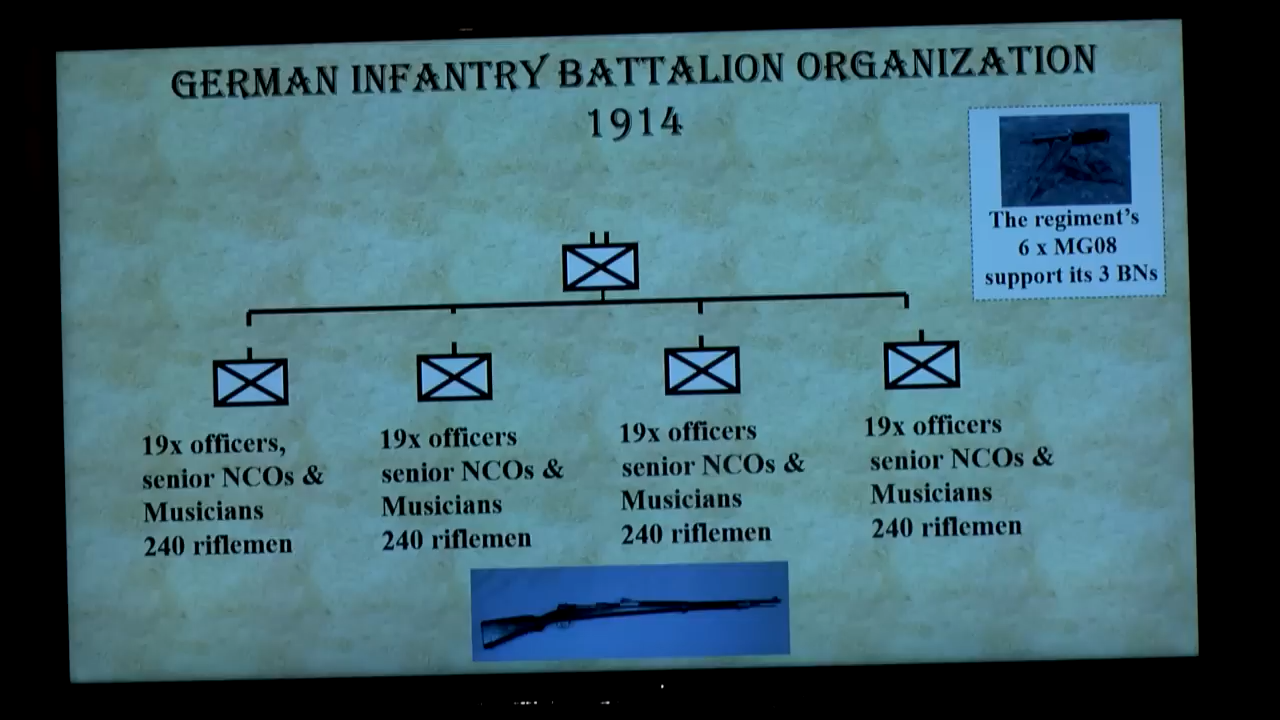 GERMAN INFANTRY BATTALION ORGANIZATION
1914
The regiment's
6 x MG08
support its 3 BNs
19x officers,
senior NCOs &
Musicians
240 riflemen
19x officers
senior NCOs &
Musicians
240 riflemen
19x officers
senior NCOs &
Musicians
240 riflemen
19x officers
senior NCOs &
Musicians
240 riflemen